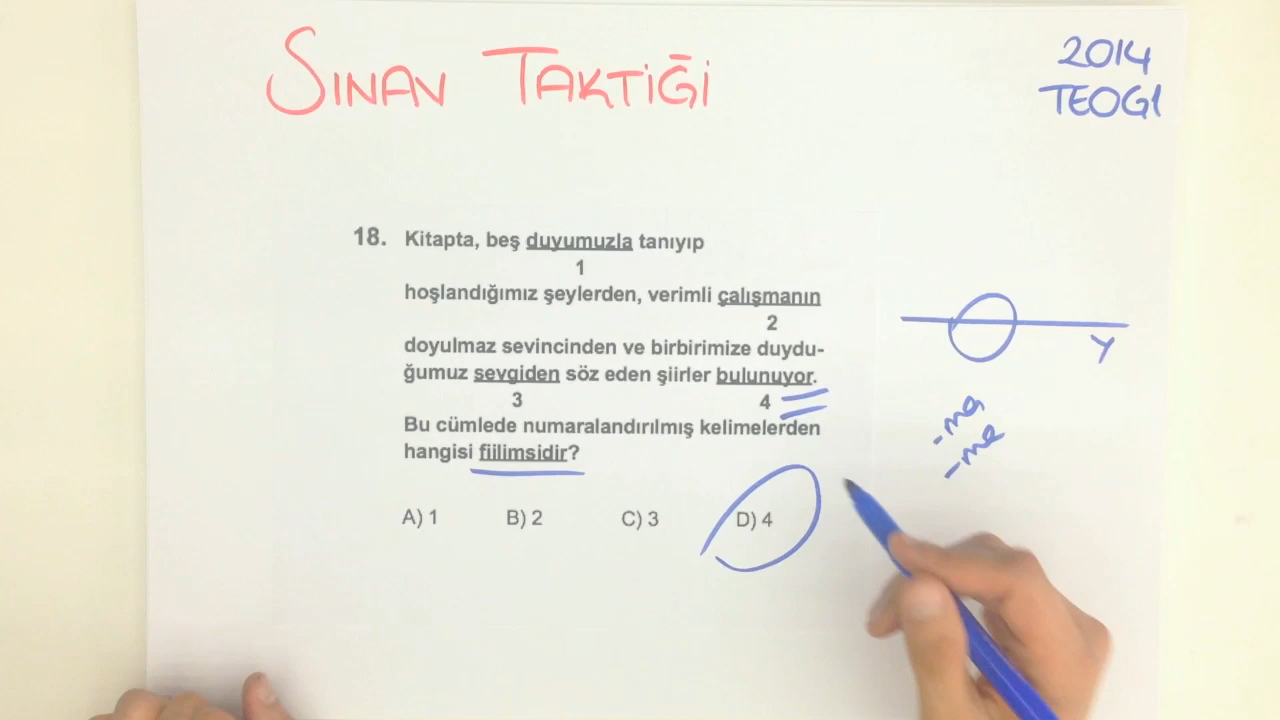 SINAV TAKTİĞİ
2014
TEOG1
18. Kitapta, beş duyumuzla tanıyıp
1
hoşlandığımız şeylerden, verimli çalışmanın
2
doyulmaz sevincinden ve birbirimize duydu-
ğumuz sevgiden söz eden şiirler bulunuyor.
3 4
Bu cümlede numaralandırılmış kelimelerden
hangisi fiilimsidir?
A) 1 B) 2 C) 3 D) 4
Y
-ma
-me